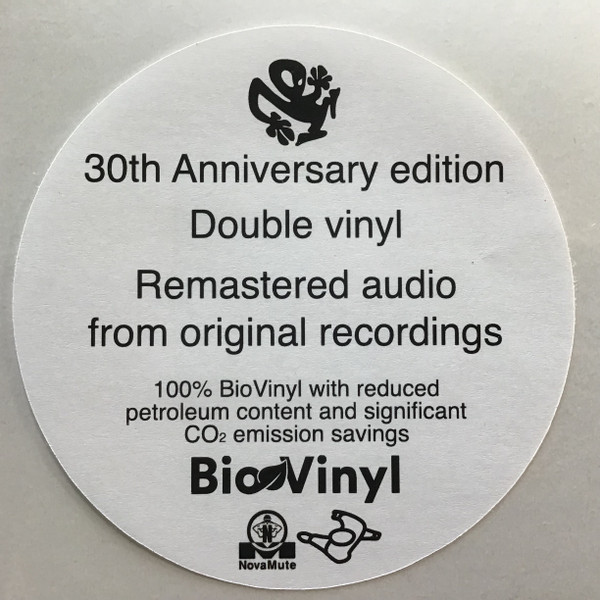 30th Anniversary edition
Double vinyl
Remastered audio
from original recordings
100% BioVinyl with reduced
petroleum content and significant
CO₂ emission savings
BioVinyl
N
NovaMute